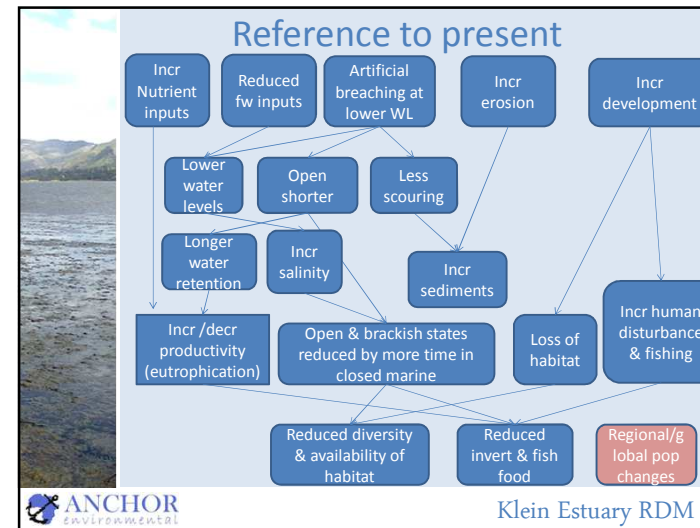 Reference to present
Incr
Nutrient
inputs
Reduced
fw inputs
Artificial
breaching at
lower WL
Incr
erosion
Incr
development
Lower
water
levels
Open
shorter
Less
scouring
Longer
water
retention
Incr
salinity
Incr
sediments
Incr /decr
productivity
(eutrophication)
Open & brackish states
reduced by more time in
closed marine
Loss of
habitat
Incr human
disturbance
& fishing
Reduced diversity
& availability of
habitat
Reduced
invert & fish
food
Regional/g
lobal pop
changes
ANCHOR
environmental
Klein Estuary RDM